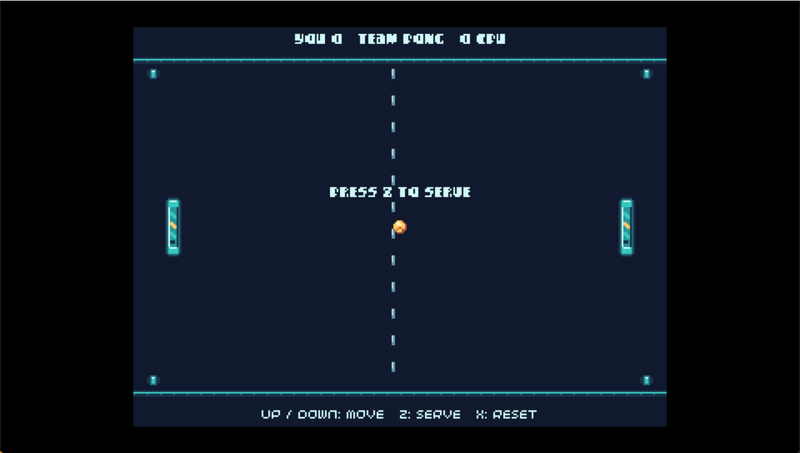 YOU 0 TEAM PONG 0 CPU
PRESS Z TO SERVE
UP / DOWN: MOVE Z: SERVE X: RESET